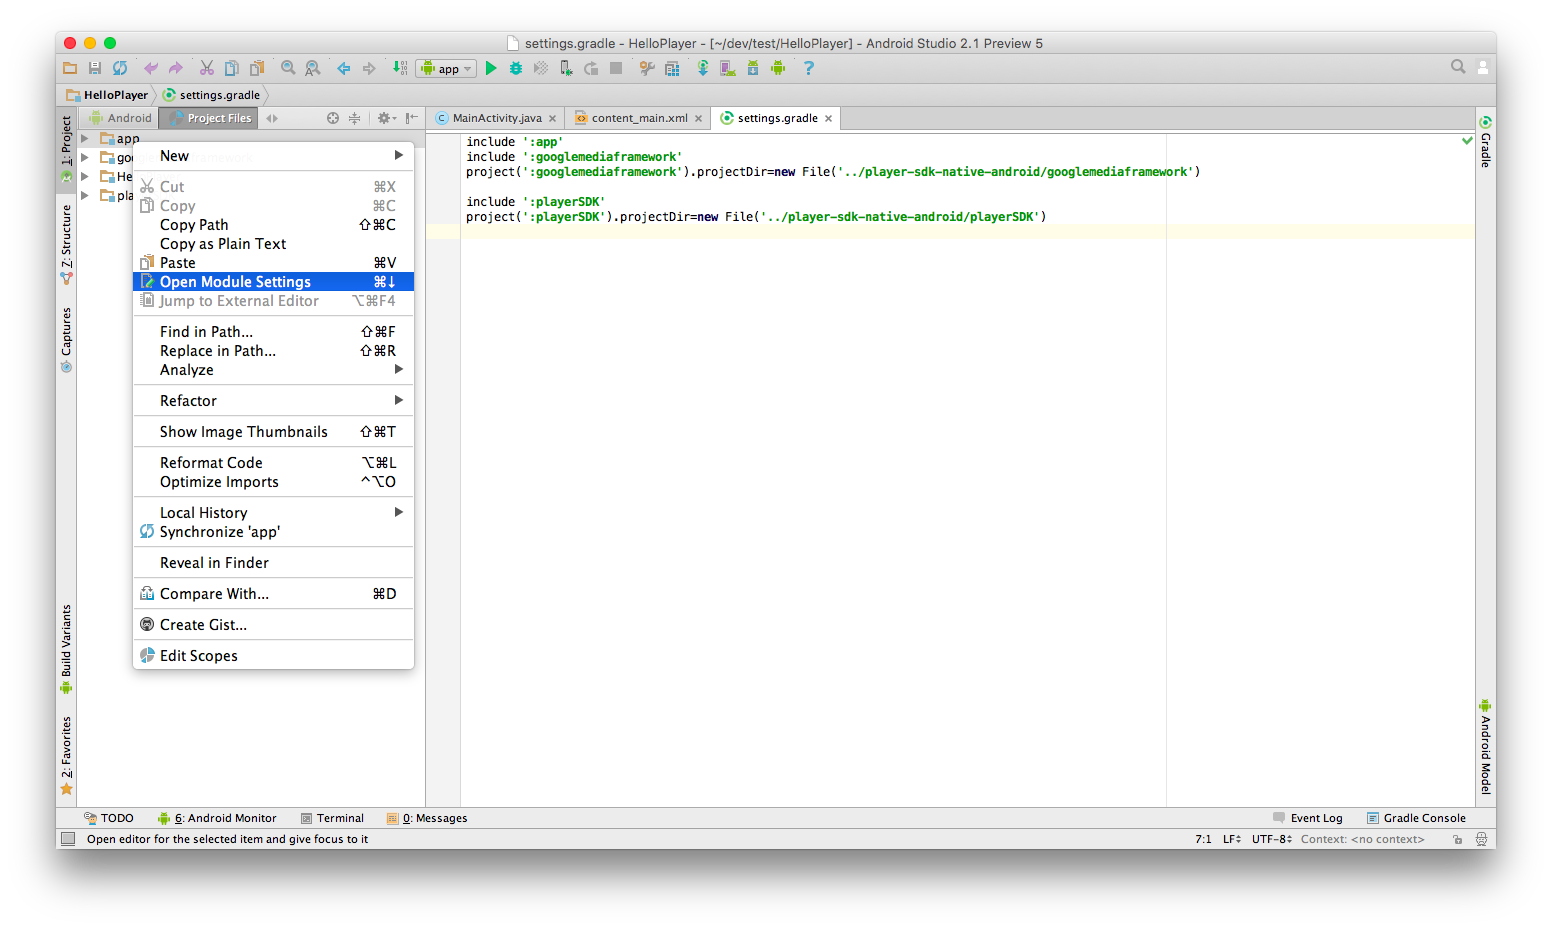 settings.gradle - HelloPlayer - [~/dev/test/HelloPlayer] - Android Studio 2.1 Preview 5
app
HelloPlayer settings.gradle
Android Project Files
MainActivity.java content_main.xml settings.gradle
1: Project
Z: Structure
Captures
Build Variants
2: Favorites
app
He
New
Cut ⌘X
Copy ⌘C
Copy Path ⇧⌘C
Copy as Plain Text
Paste ⌘V
Open Module Settings ⌘↓
Jump to External Editor ⌥⌘F4
Find in Path... ⇧⌘F
Replace in Path... ⇧⌘R
Analyze
Refactor
Show Image Thumbnails ⇧⌘T
Reformat Code ⌥⌘L
Optimize Imports ^⌥O
Local History
Synchronize 'app'
Reveal in Finder
Compare With... ⌘D
Create Gist...
Edit Scopes
include ':app'
include ':googlemediaframework'
project(':googlemediaframework').projectDir=new File('../player-sdk-native-android/googlemediaframework')
include ':playerSDK'
project(':playerSDK').projectDir=new File('../player-sdk-native-android/playerSDK')
Gradle
Android Model
TODO 6: Android Monitor Terminal 0: Messages Event Log Gradle Console
Open editor for the selected item and give focus to it 7:1 LF UTF-8 Context: <no context>